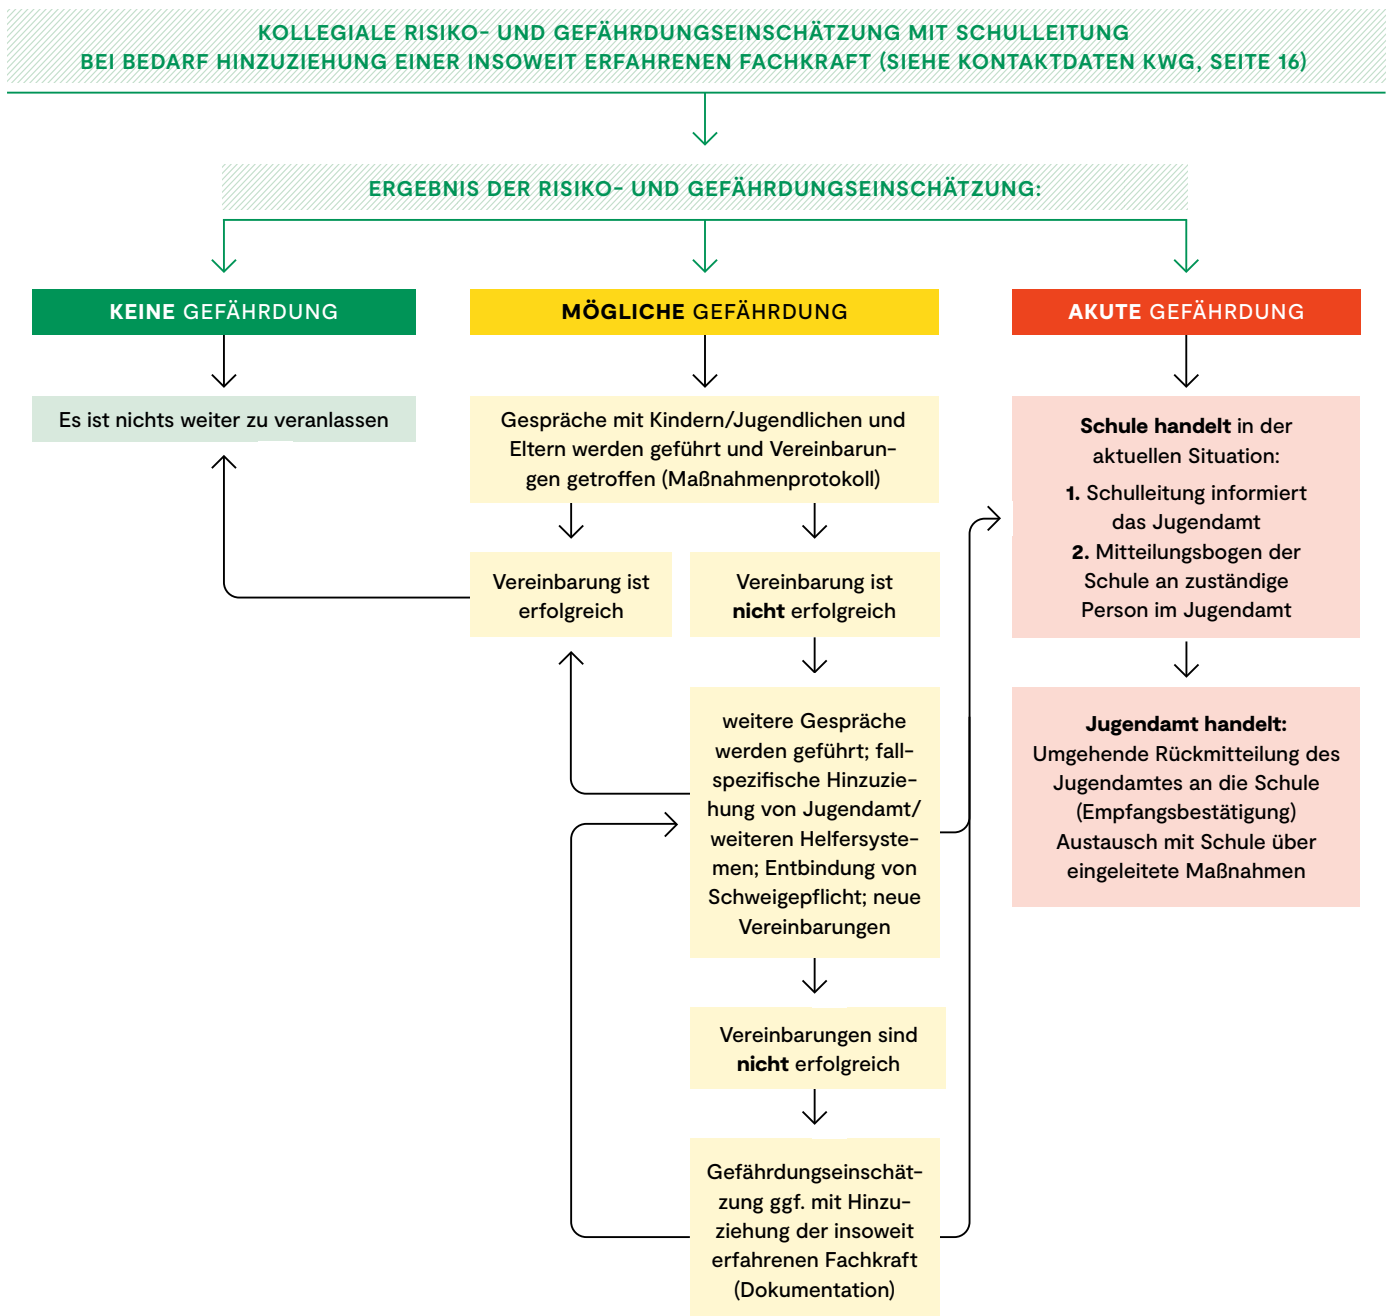 KOLLEGIALE RISIKO- UND GEFÄHRDUNGSEINSCHÄTZUNG MIT SCHULLEITUNG
BEI BEDARF HINZUZIEHUNG EINER INSOWEIT ERFAHRENEN FACHKRAFT (SIEHE KONTAKTDATEN KWG, SEITE 16)
ERGEBNIS DER RISIKO- UND GEFÄHRDUNGSEINSCHÄTZUNG:
KEINE GEFÄHRDUNG
Es ist nichts weiter zu veranlassen
MÖGLICHE GEFÄHRDUNG
Gespräche mit Kindern/Jugendlichen und
Eltern werden geführt und Vereinbarun-
gen getroffen (Maßnahmenprotokoll)
Vereinbarung ist
erfolgreich
Vereinbarung ist
nicht erfolgreich
weitere Gespräche
werden geführt; fall-
spezifische Hinzuzie-
hung von Jugendamt/
weiteren Helfersyste-
men; Entbindung von
Schweigepflicht; neue
Vereinbarungen
Vereinbarungen sind
nicht erfolgreich
Gefährdungseinschät-
zung ggf. mit Hinzu-
ziehung der insoweit
erfahrenen Fachkraft
(Dokumentation)
AKUTE GEFÄHRDUNG
Schule handelt in der
aktuellen Situation:
1. Schulleitung informiert
das Jugendamt
2. Mitteilungsbogen der
Schule an zuständige
Person im Jugendamt
Jugendamt handelt:
Umgehende Rückmitteilung des
Jugendamtes an die Schule
(Empfangsbestätigung)
Austausch mit Schule über
eingeleitete Maßnahmen